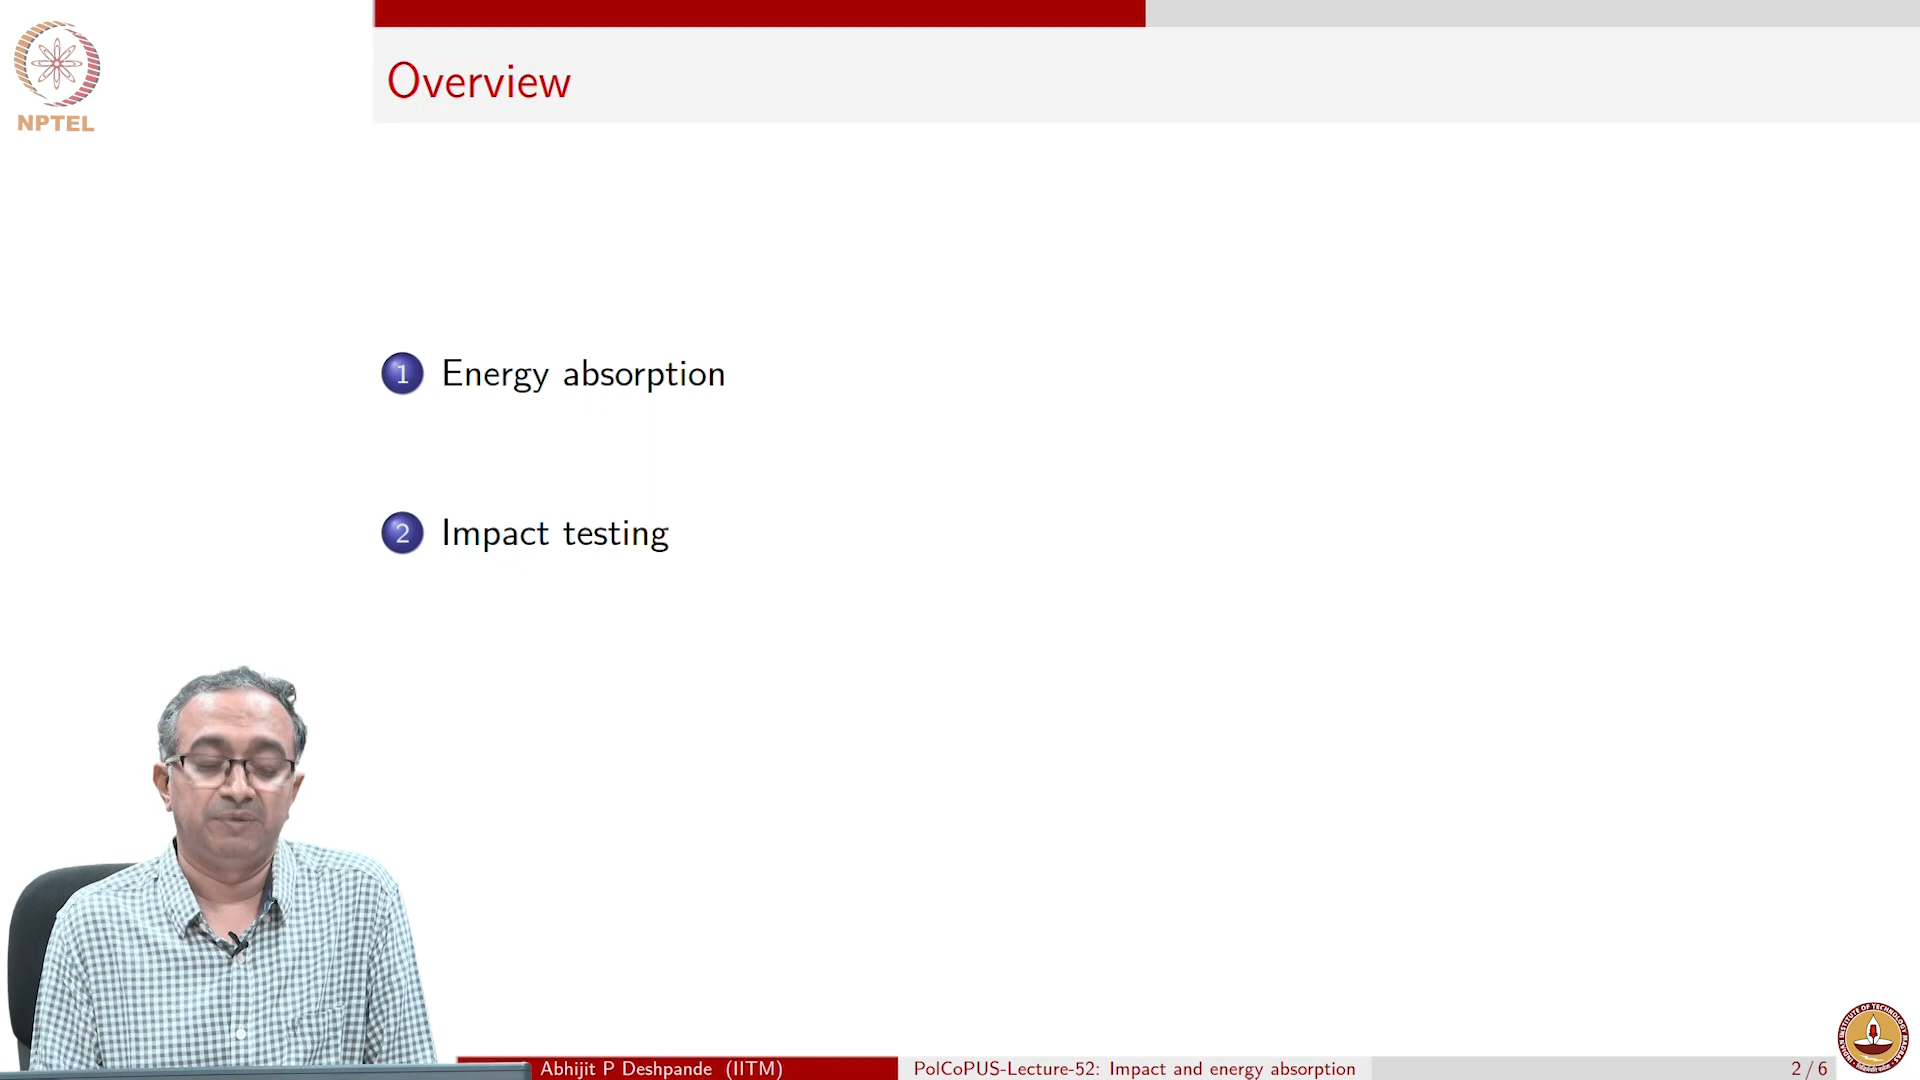 NPTEL
Overview
1 Energy absorption
2 Impact testing
Abhijit P Deshpande (IITM) PolCoPUS-Lecture-52: Impact and energy absorption 2 / 6